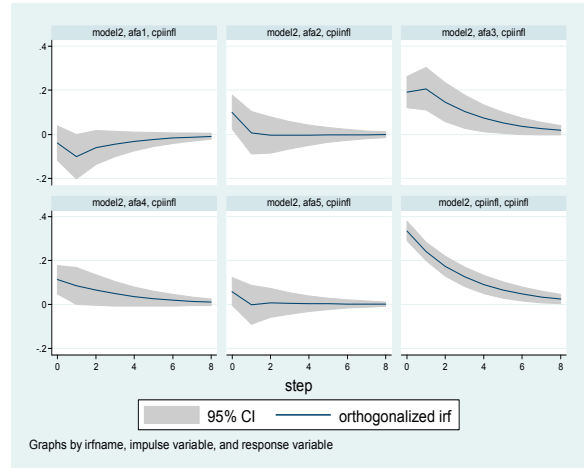 model2, afa1, cpiinfl
model2, afa2, cpiinfl
model2, afa3, cpiinfl
.4
.2
0
-.2
model2, afa4, cpiinfl
model2, afa5, cpiinfl
model2, cpiinfl, cpiinfl
.4
.2
0
-.2
0 2 4 6 8
0 2 4 6 8
0 2 4 6 8
step
95% CI
orthogonalized irf
Graphs by irfname, impulse variable, and response variable